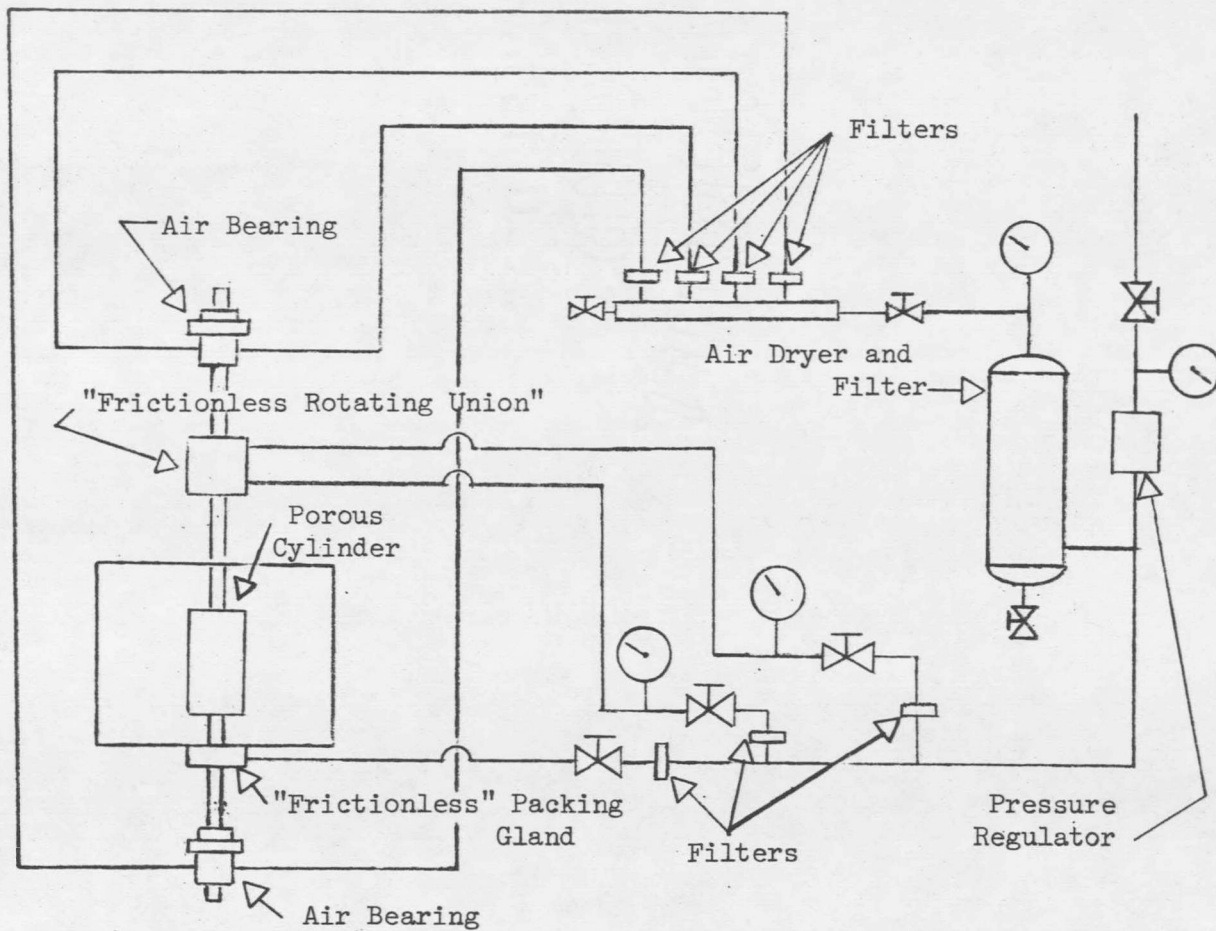 Filters
Air Bearing
Air Dryer and
Filter
"Frictionless Rotating Union"
Porous
Cylinder
"Frictionless" Packing
Gland
Pressure
Regulator
Filters
Air Bearing